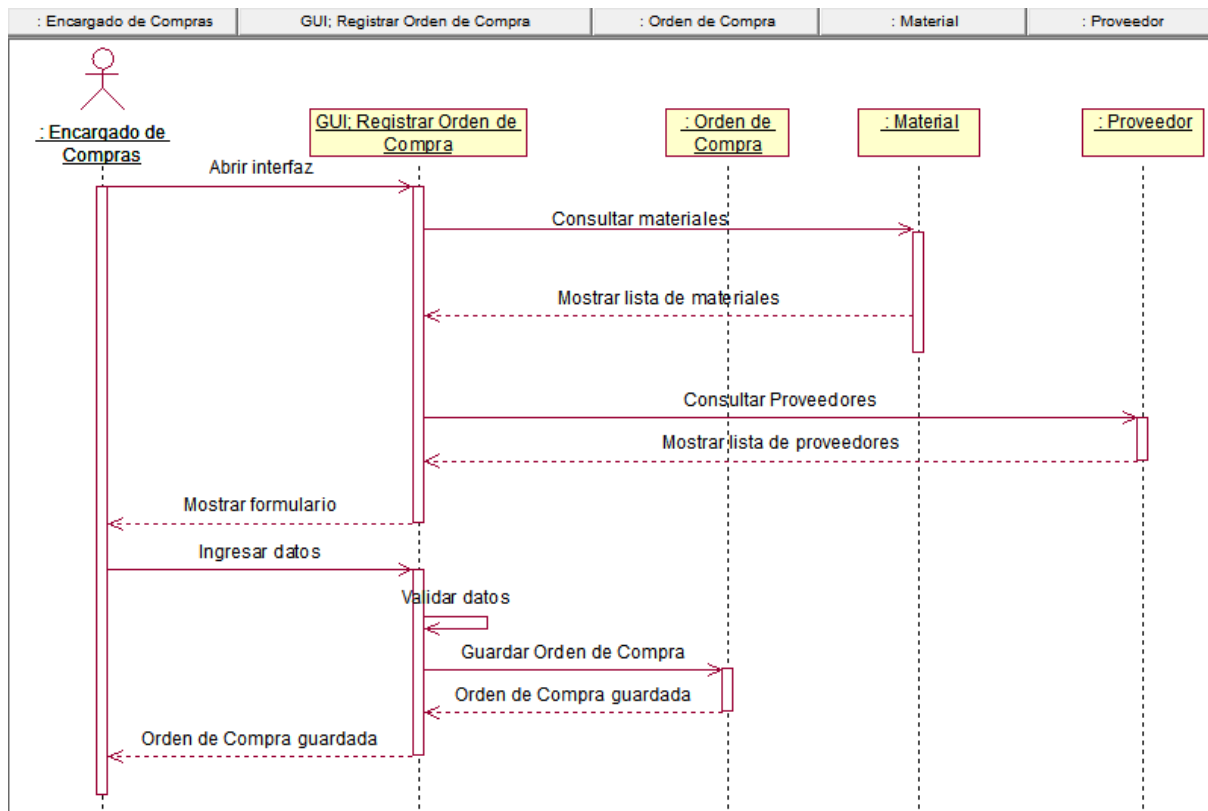 : Encargado de Compras
GUI; Registrar Orden de Compra
: Orden de Compra
: Material
: Proveedor
: Encargado de
Compras
GUI; Registrar Orden de
Compra
: Orden de
Compra
: Material
: Proveedor
Abrir interfaz
Consultar materiales
Mostrar lista de materiales
Consultar Proveedores
Mostrar lista de proveedores
Mostrar formulario
Ingresar datos
Validar datos
Guardar Orden de Compra
Orden de Compra guardada
Orden de Compra guardada